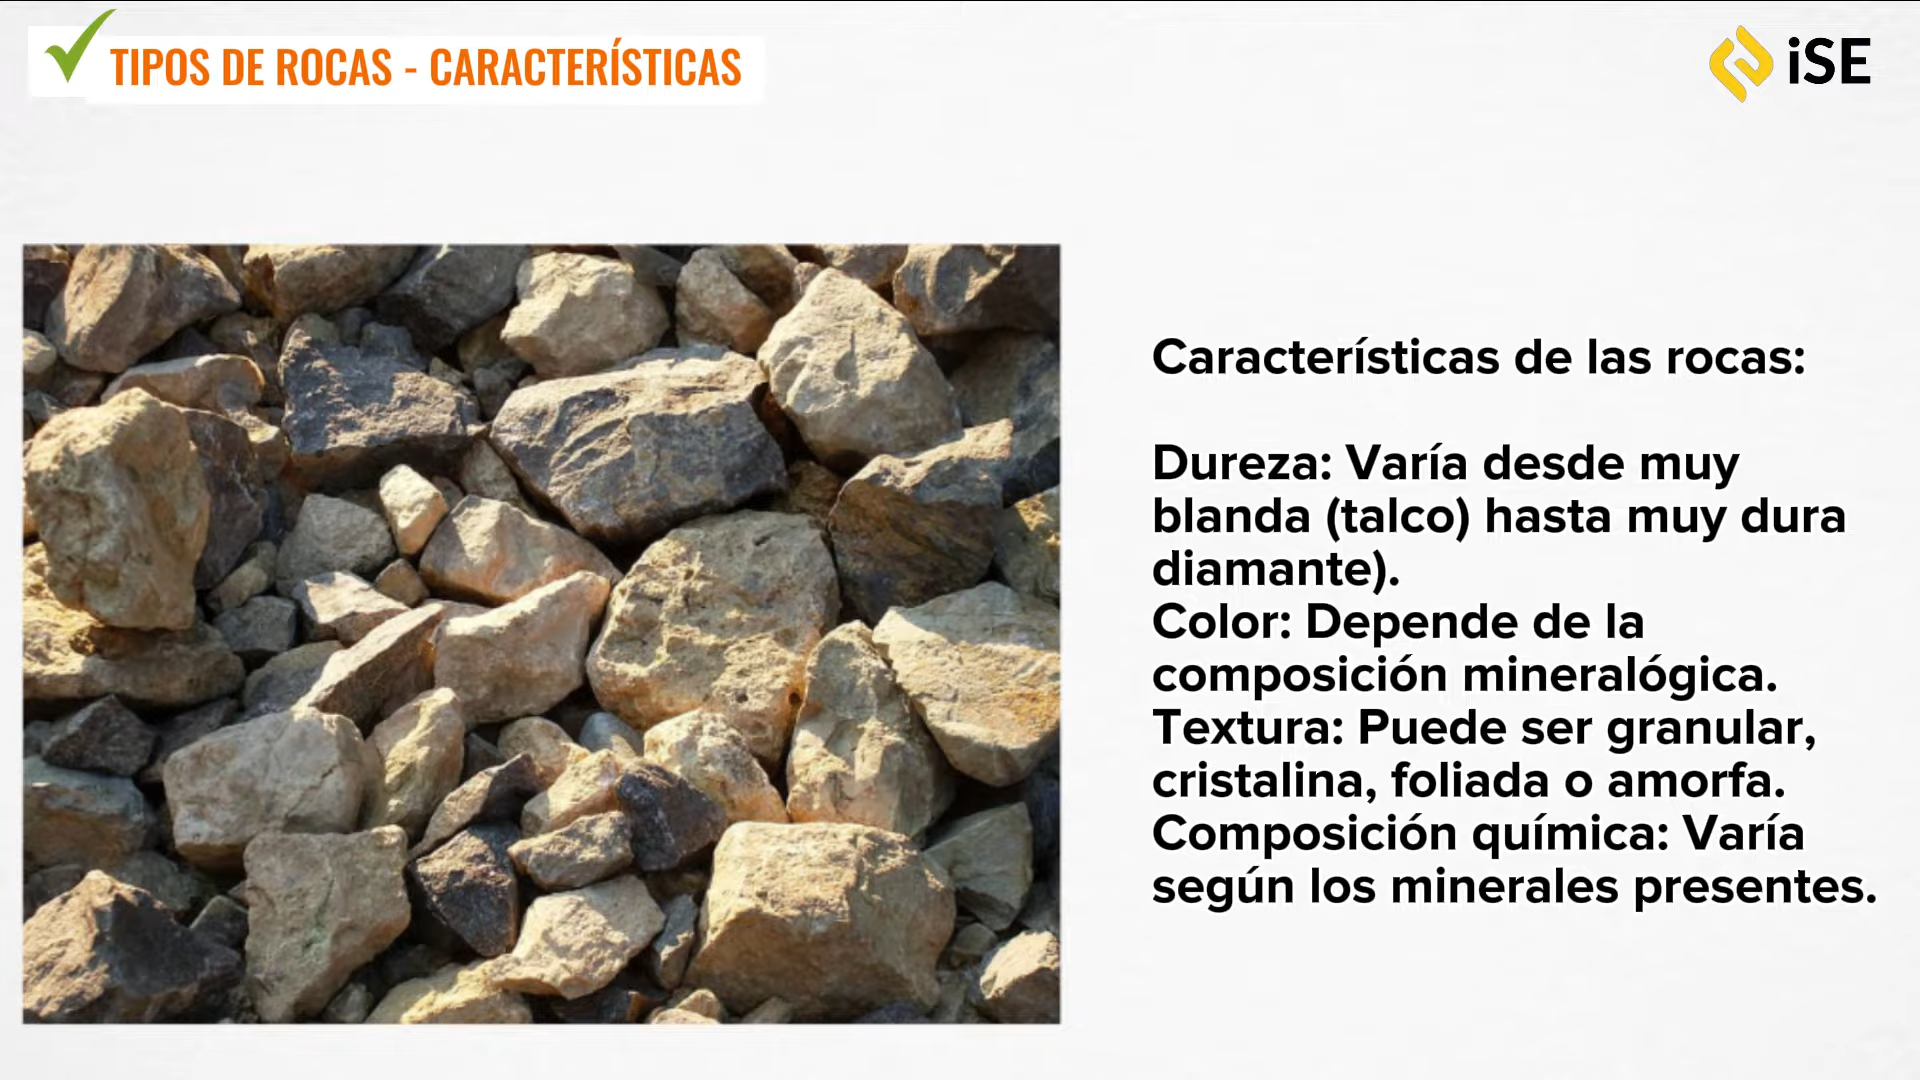 TIPOS DE ROCAS - CARACTERÍSTICAS
iSE
Características de las rocas:
Dureza: Varía desde muy
blanda (talco) hasta muy dura
diamante).
Color: Depende de la
composición mineralógica.
Textura: Puede ser granular,
cristalina, foliada o amorfa.
Composición química: Varía
según los minerales presentes.